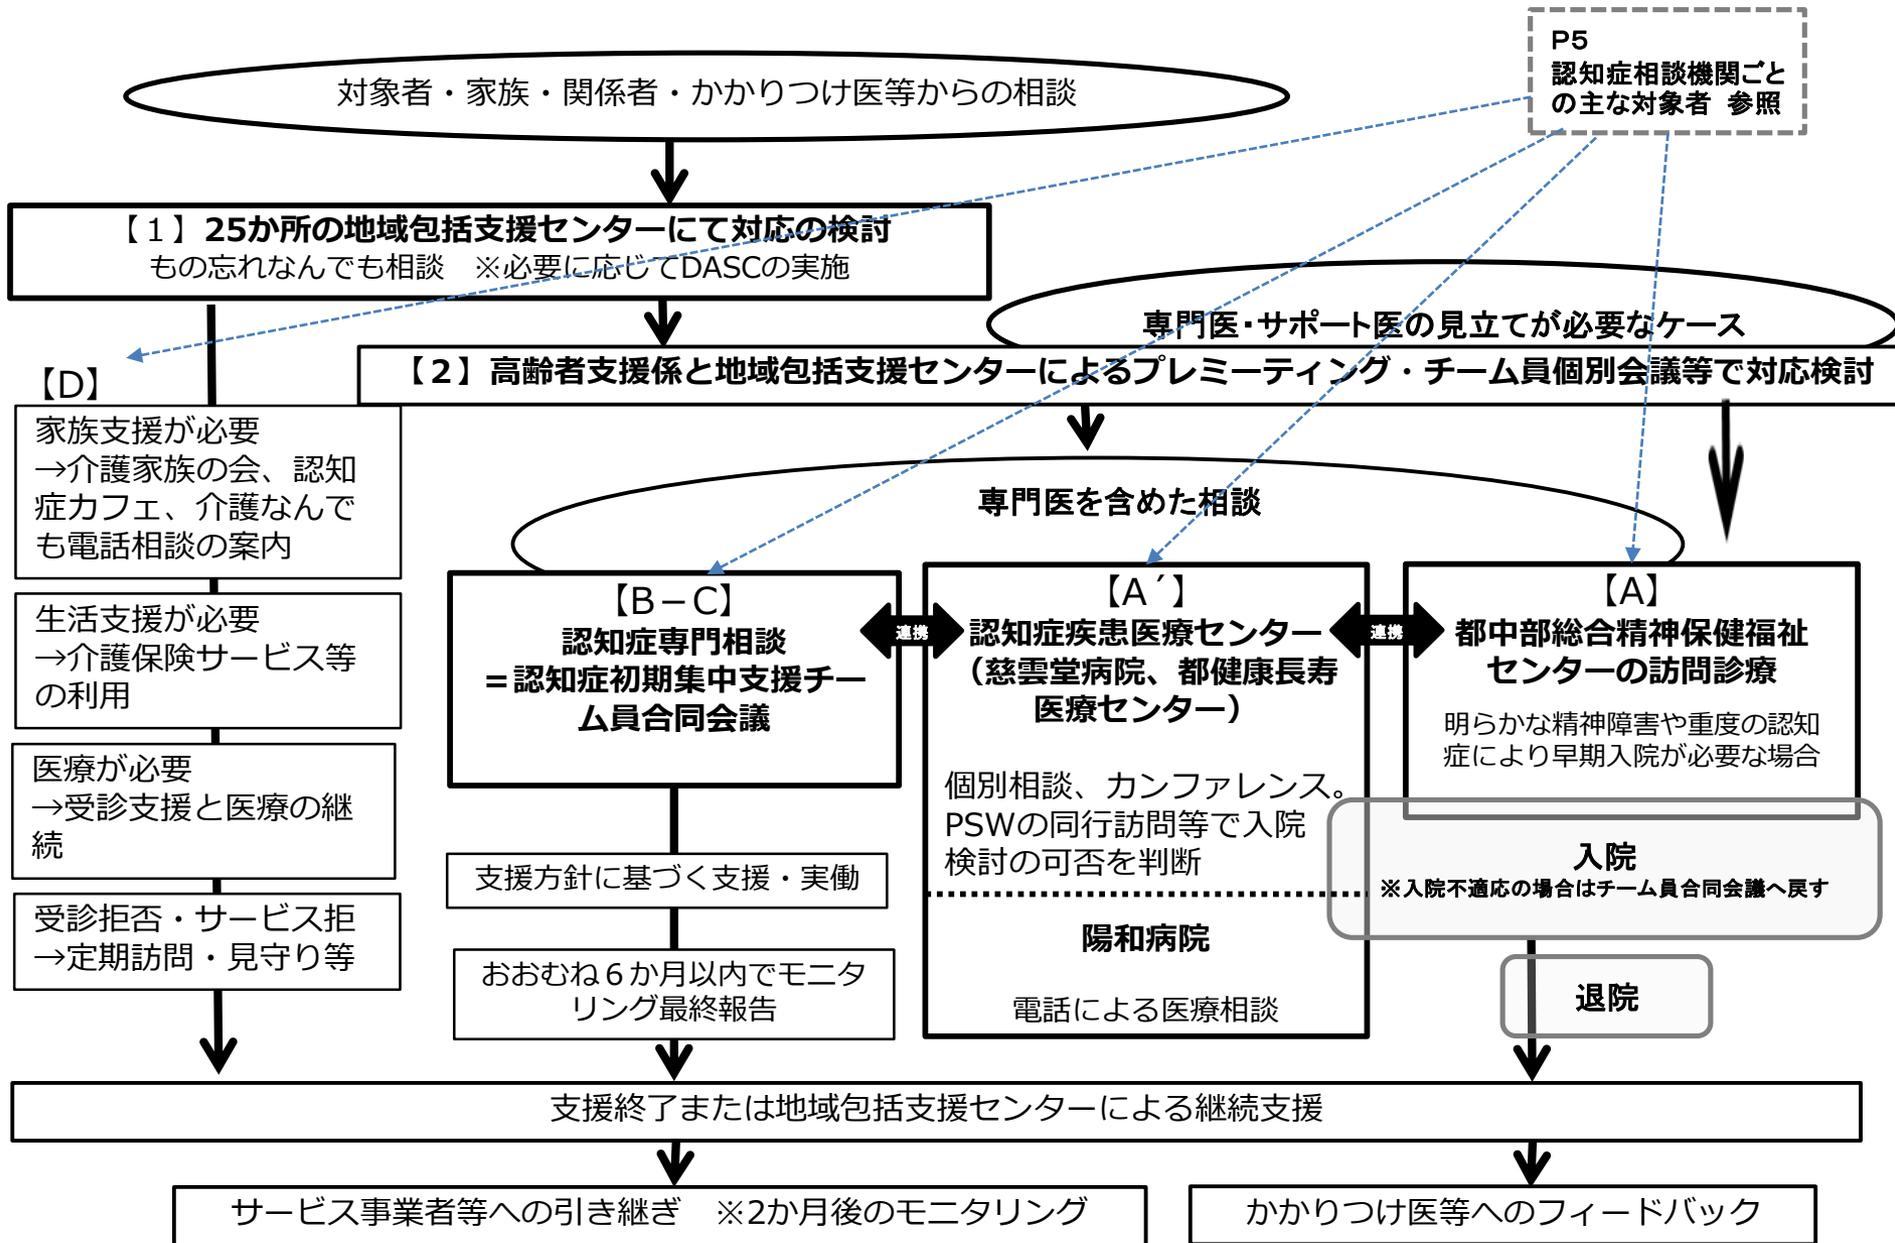 P5
認知症相談機関ごと
の主な対象者 参照
対象者・家族・関係者・かかりつけ医等からの相談
【１】25か所の地域包括支援センターにて対応の検討
もの忘れなんでも相談　※必要に応じてDASCの実施
専門医・サポート医の見立てが必要なケース
【２】高齢者支援係と地域包括支援センターによるプレミーティング・チーム員個別会議等で対応検討
【D】
家族支援が必要
→介護家族の会、認知
症カフェ、介護なんで
も電話相談の案内
生活支援が必要
→介護保険サービス等
の利用
医療が必要
→受診支援と医療の継
続
受診拒否・サービス拒
→定期訪問・見守り等
専門医を含めた相談
【B－C】
認知症専門相談
＝認知症初期集中支援チー
ム員合同会議
支援方針に基づく支援・実働
おおむね６か月以内でモニタ
リング最終報告
連携
【A´】
認知症疾患医療センター
（慈雲堂病院、都健康長寿
医療センター）
個別相談、カンファレンス。
PSWの同行訪問等で入院
検討の可否を判断
陽和病院
電話による医療相談
連携
【A】
都中部総合精神保健福祉
センターの訪問診療
明らかな精神障害や重度の認知
症により早期入院が必要な場合
入院
※入院不適応の場合はチーム員合同会議へ戻す
退院
支援終了または地域包括支援センターによる継続支援
サービス事業者等への引き継ぎ　※2か月後のモニタリング
かかりつけ医等へのフィードバック